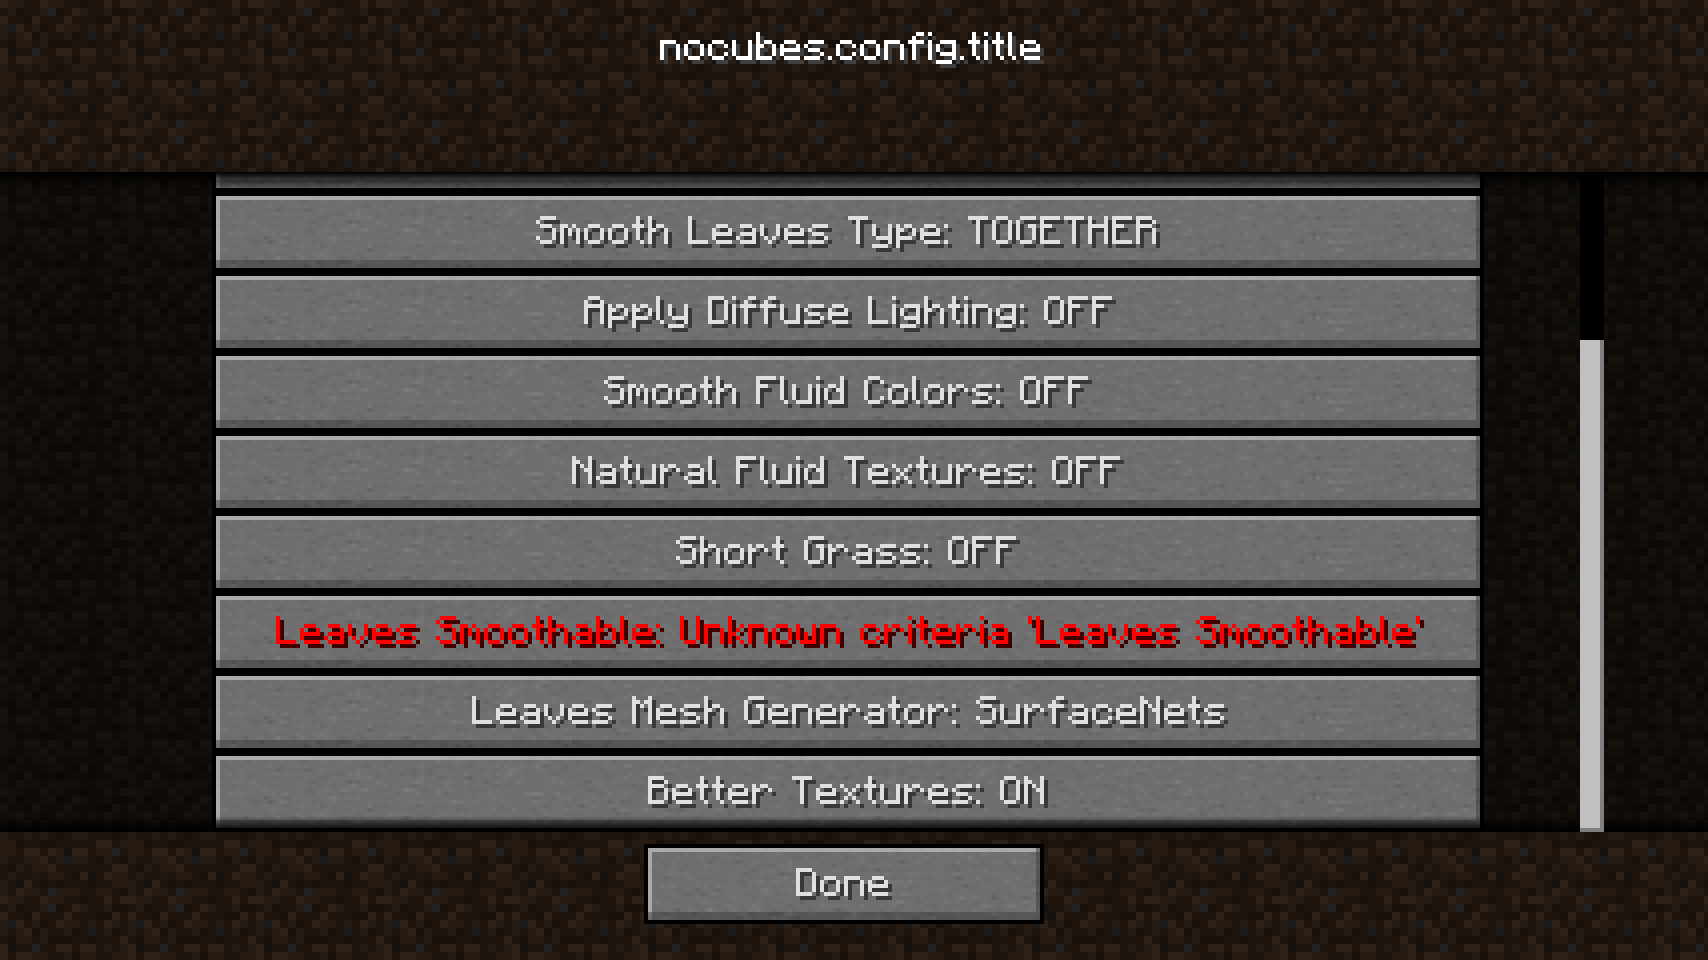 nocubes.config.title
Smooth Leaves Type: TOGETHER
Apply Diffuse Lighting: OFF
Smooth Fluid Colors: OFF
Natural Fluid Textures: OFF
Short Grass: OFF
Leaves Smoothable: Unknown criteria 'Leaves Smoothable'
Leaves Mesh Generator: SurfaceNets
Better Textures: ON
Done